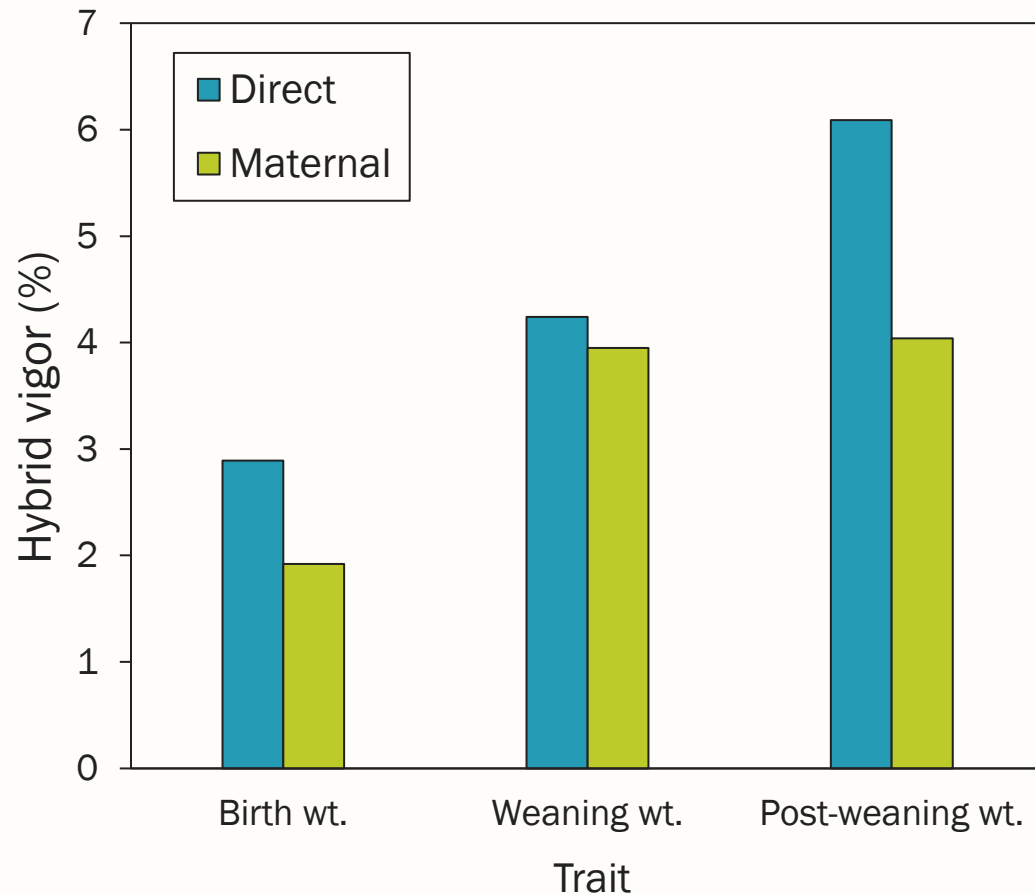 7
6
5
4
3
2
1
0
Hybrid vigor (%)
Direct
Maternal
Birth wt.
Weaning wt.
Post-weaning wt.
Trait